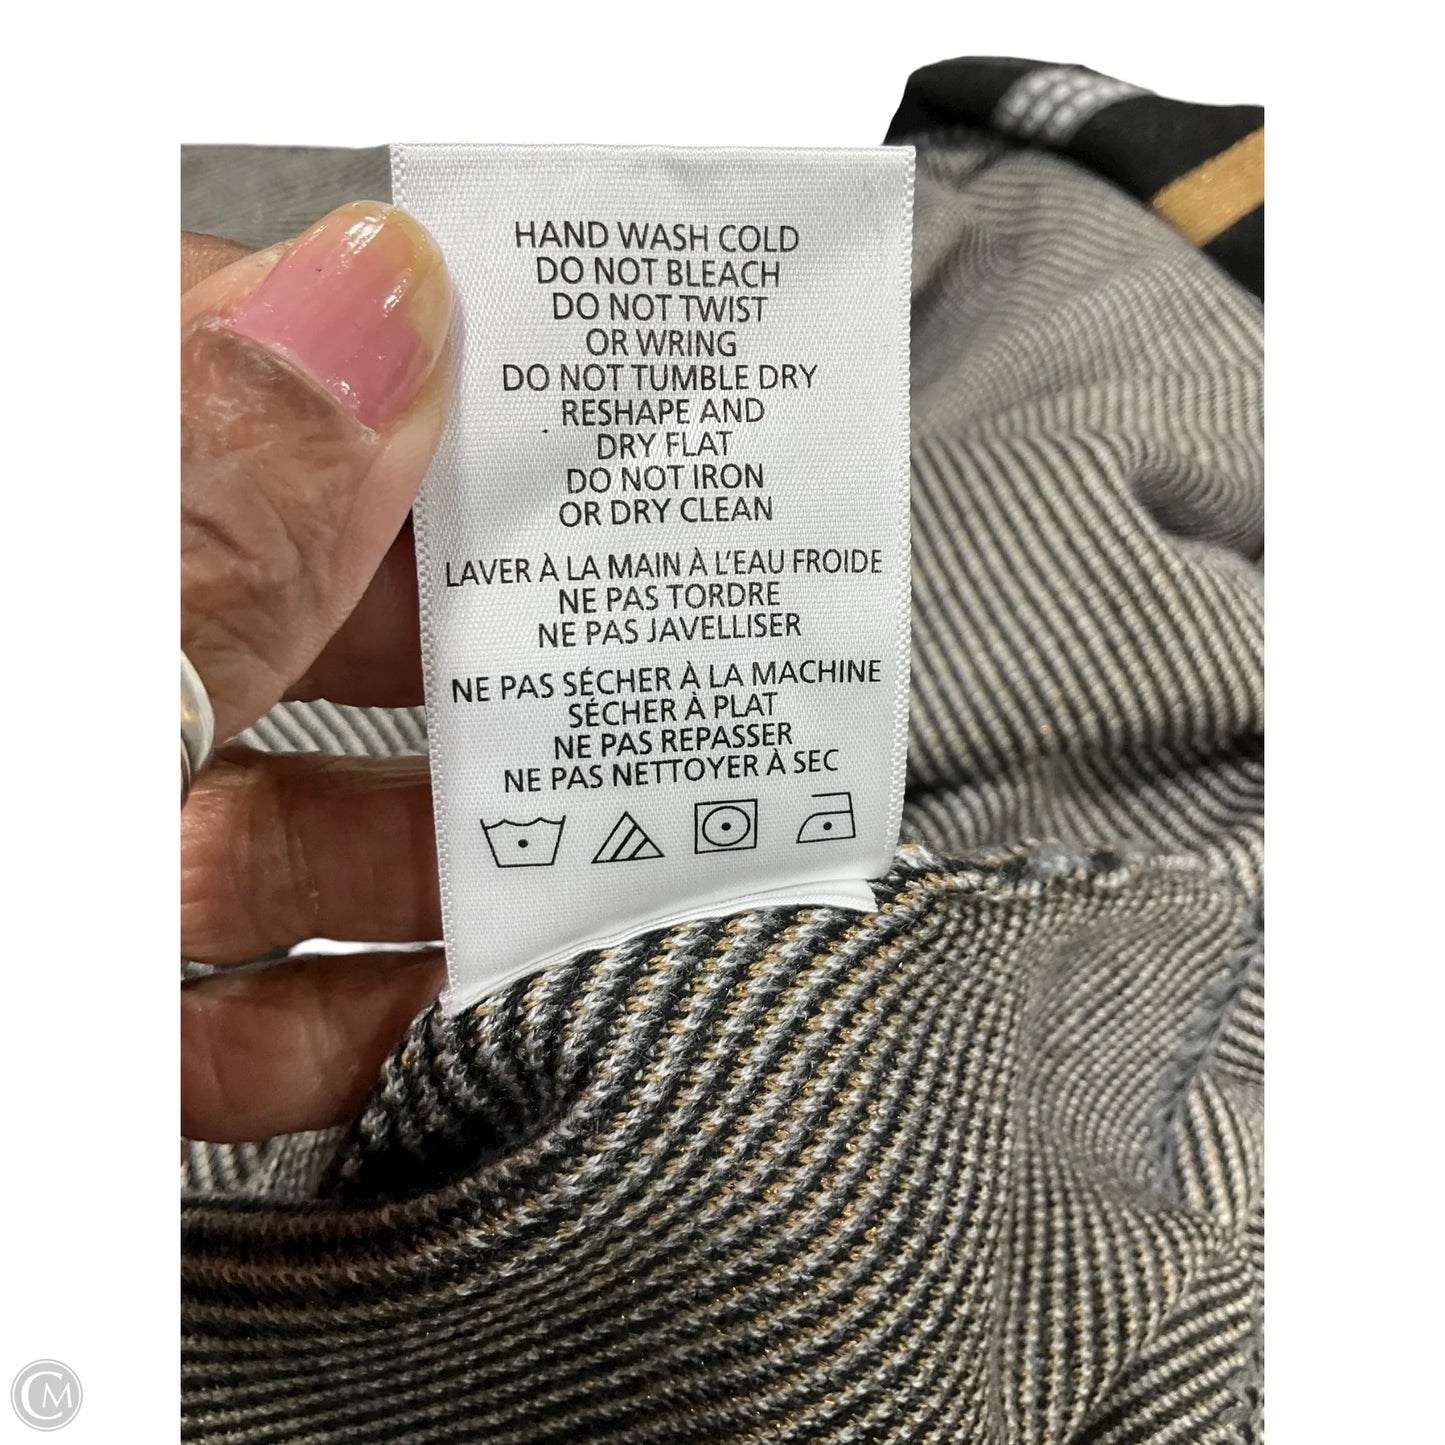 HAND WASH COLD
DO NOT BLEACH
DO NOT TWIST
OR WRING
DO NOT TUMBLE DRY
RESHAPE AND
DRY FLAT
DO NOT IRON
OR DRY CLEAN
LAVER À LA MAIN À L'EAU FROIDE
NE PAS TORDRE
NE PAS JAVELLISER
NE PAS SÉCHER À LA MACHINE
SÉCHER À PLAT
NE PAS REPASSER
NE PAS NETTOYER À SEC
CM